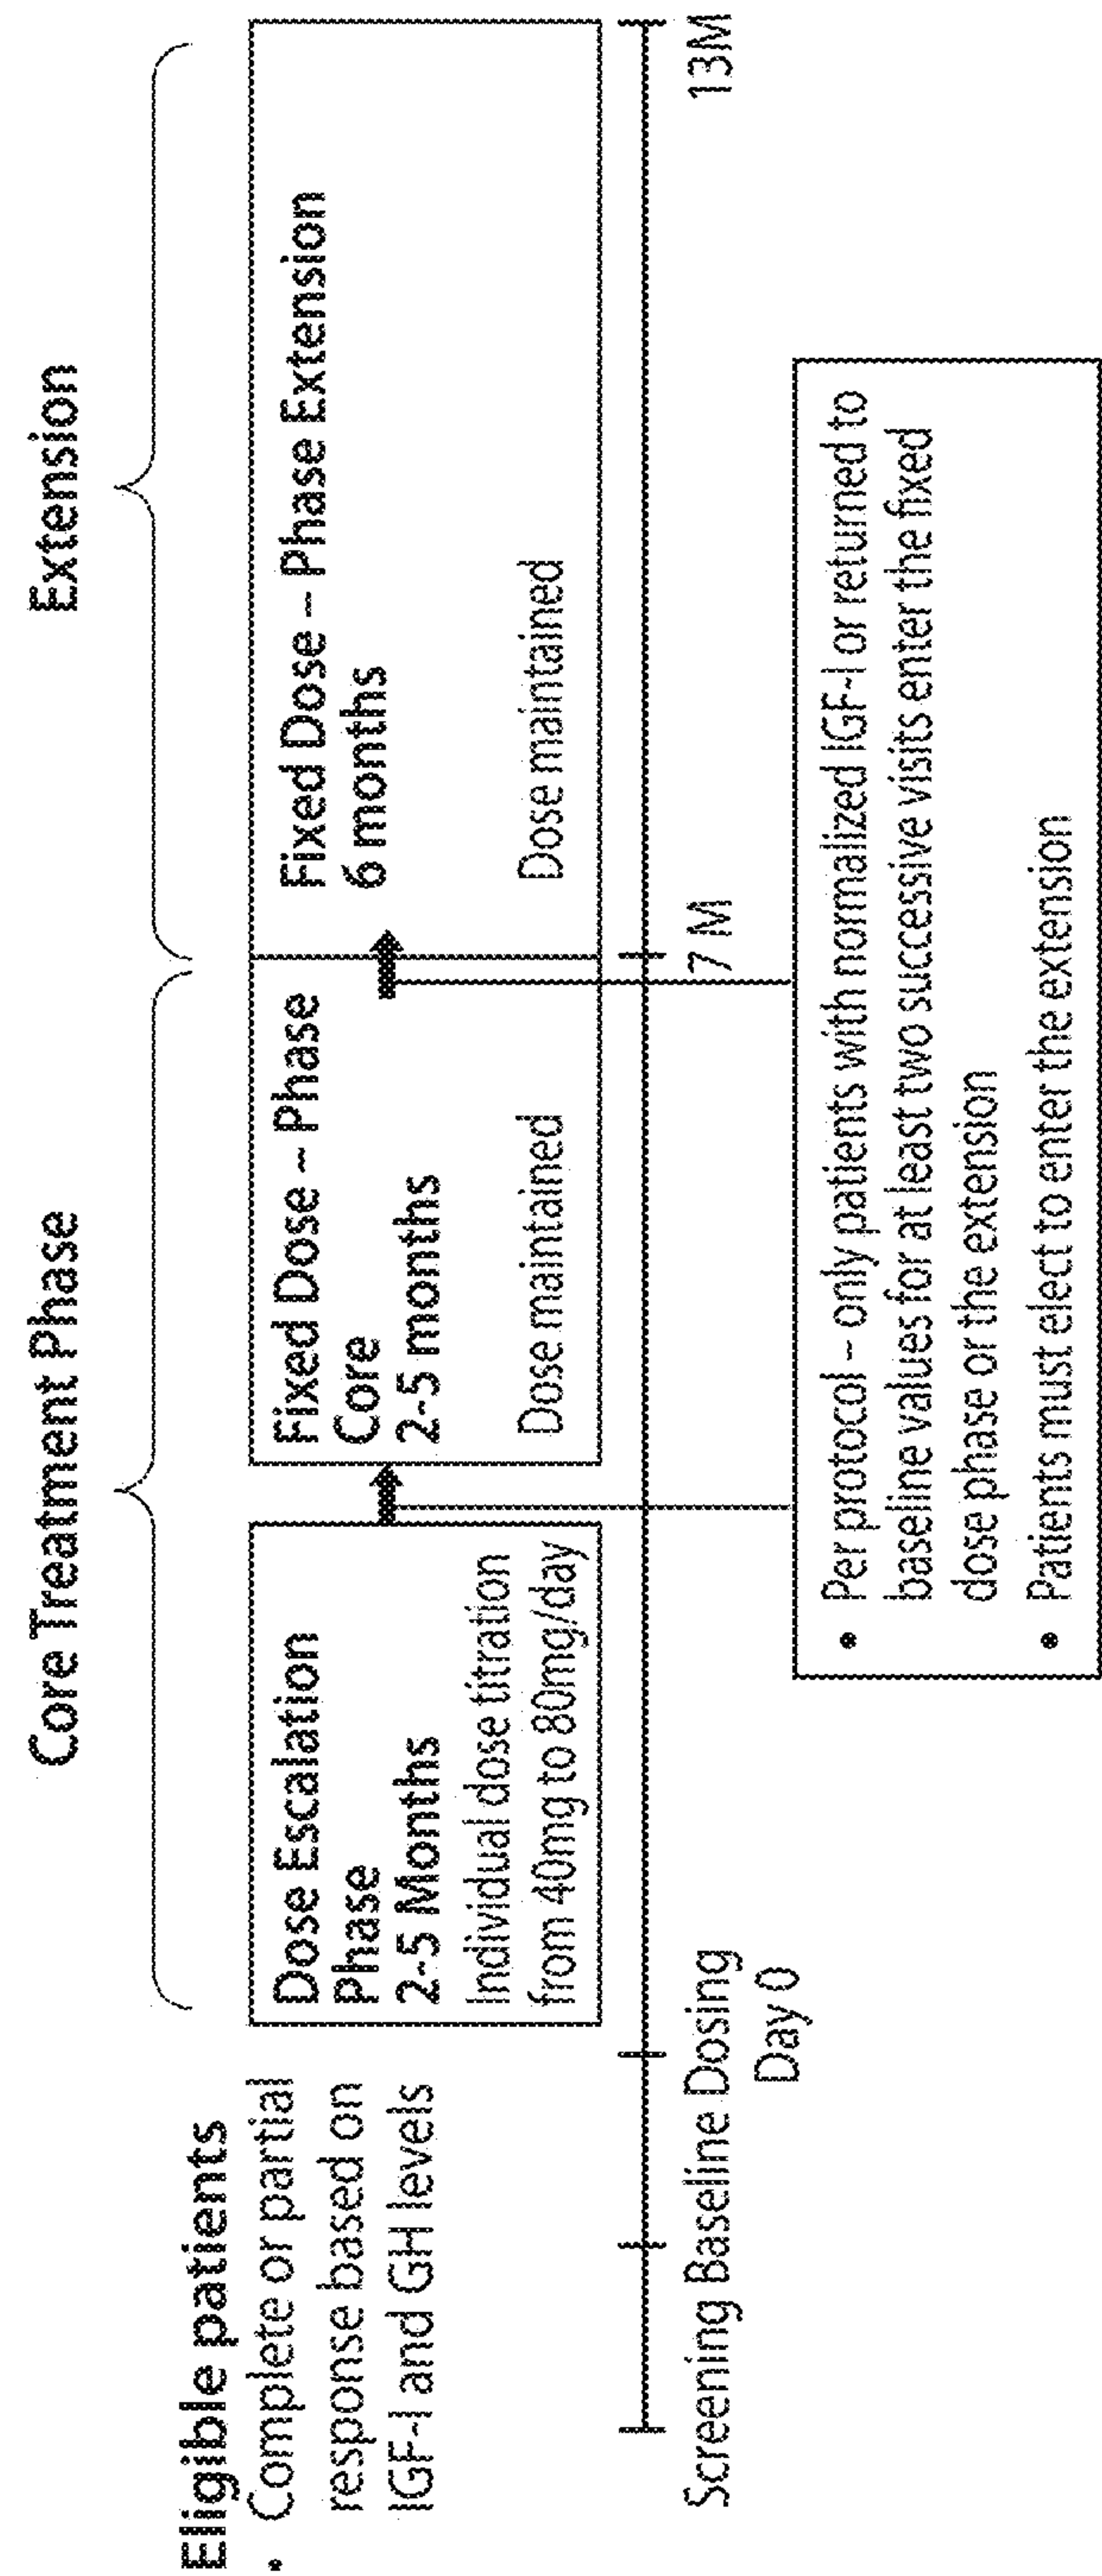 Core Treatment Phase
Extension
Eligible patients
• Complete or partial
response based on
IGF-I and GH levels
Dose Escalation
Phase
2-5 Months
Individual dose titration
from 40mg to 80mg/day
Fixed Dose – Phase
Core
2-5 months
Dose maintained
Fixed Dose – Phase Extension
6 months
Dose maintained
Screening Baseline Dosing
Day 0
7 M
13M
• Per protocol – only patients with normalized IGF-I or returned to
baseline values for at least two successive visits enter the fixed
dose phase or the extension
• Patients must elect to enter the extension